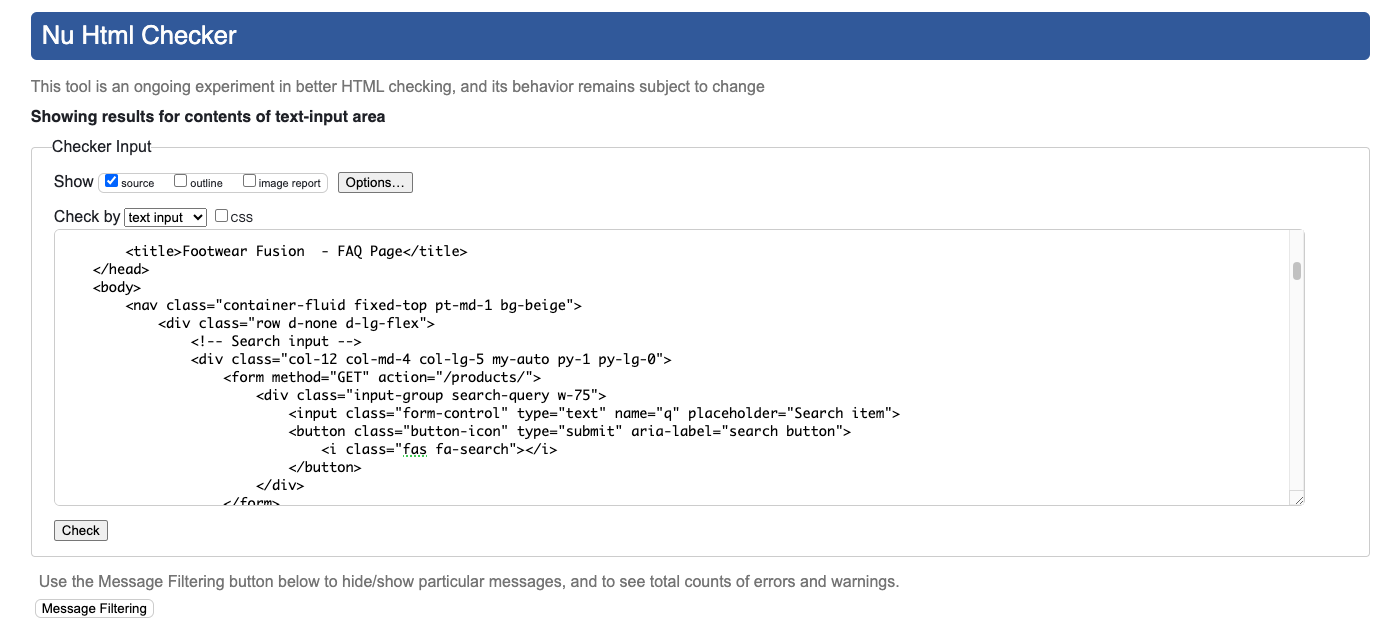 Nu Html Checker
This tool is an ongoing experiment in better HTML checking, and its behavior remains subject to change
Showing results for contents of text-input area
Checker Input
Show source outline image report Options...
Check by text input css
<title>Footwear Fusion  - FAQ Page</title>
</head>
<body>
<nav class="container-fluid fixed-top pt-md-1 bg-beige">
<div class="row d-none d-lg-flex">
<!-- Search input -->
<div class="col-12 col-md-4 col-lg-5 my-auto py-1 py-lg-0">
<form method="GET" action="/products/">
<div class="input-group search-query w-75">
<input class="form-control" type="text" name="q" placeholder="Search item">
<button class="button-icon" type="submit" aria-label="search button">
<i class="fas fa-search"></i>
</button>
</div>
</form>
Check
Use the Message Filtering button below to hide/show particular messages, and to see total counts of errors and warnings.
Message Filtering